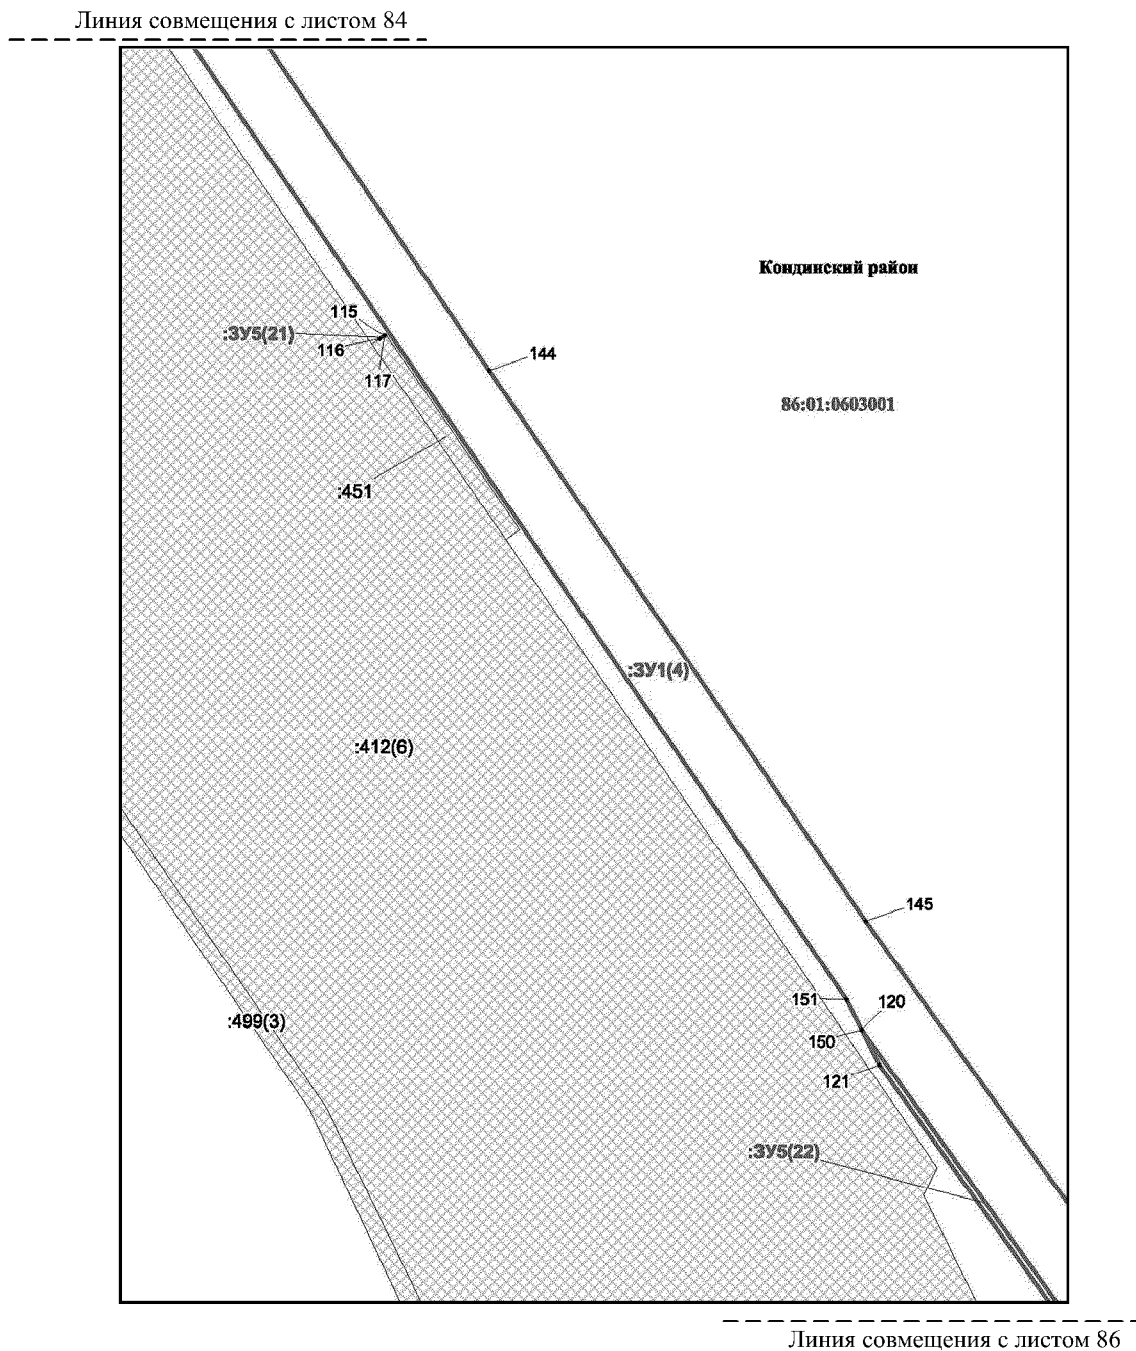 Линия совмещения с листом 84
Кондинский район
115
:ЗУ5(21)
116
144
117
86:01:0603001
:451
:ЗУ1(4)
:412(6)
145
151
120
:499(3)
150
121
:ЗУ5(22)
Линия совмещения с листом 86